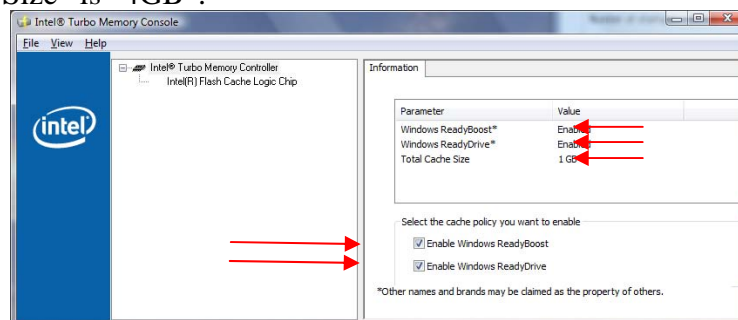 Size" is "4GB".
Intel® Turbo Memory Console
File View Help
Intel® Turbo Memory Controller
Intel(R) Flash Cache Logic Chip
intel
Information
Parameter Value
Windows ReadyBoost* Enabled
Windows ReadyDrive* Enabled
Total Cache Size 1 GB
Select the cache policy you want to enable
Enable Windows ReadyBoost
Enable Windows ReadyDrive
*Other names and brands may be claimed as the property of others.